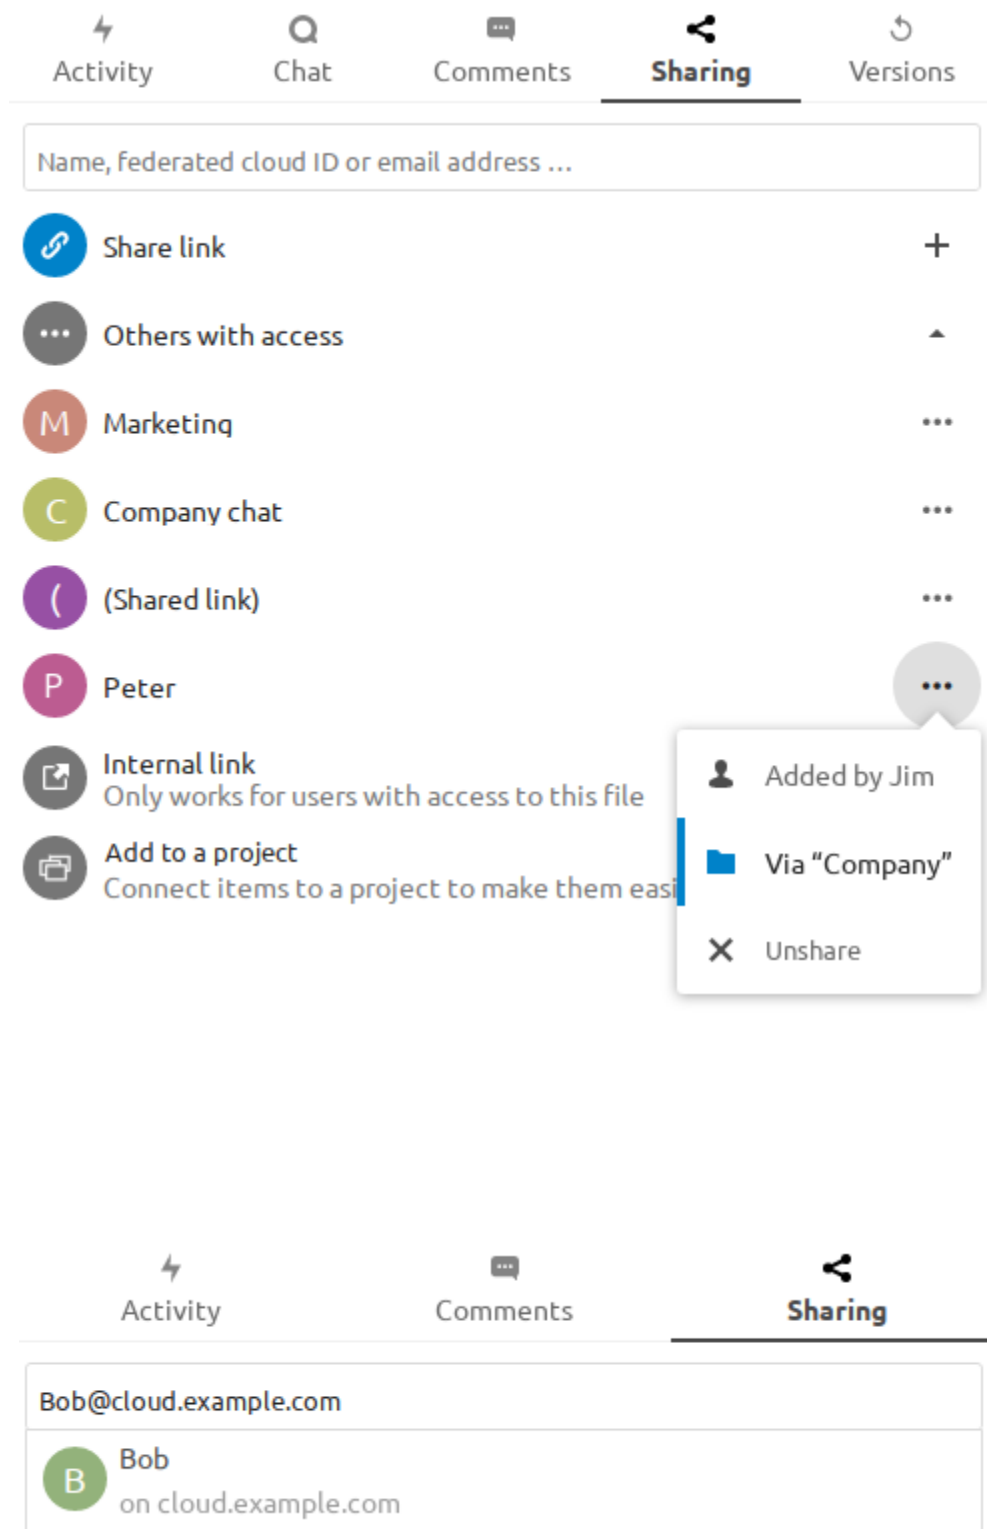 Activity Chat Comments Sharing Versions
Name, federated cloud ID or email address ...
Share link
Others with access
M Marketing
C Company chat
( (Shared link)
P Peter
Added by Jim
Internal link
Only works for users with access to this file
Via “Company”
Add to a project
Connect items to a project to make them easi
Unshare
Activity Comments Sharing
Bob@cloud.example.com
B Bob
on cloud.example.com